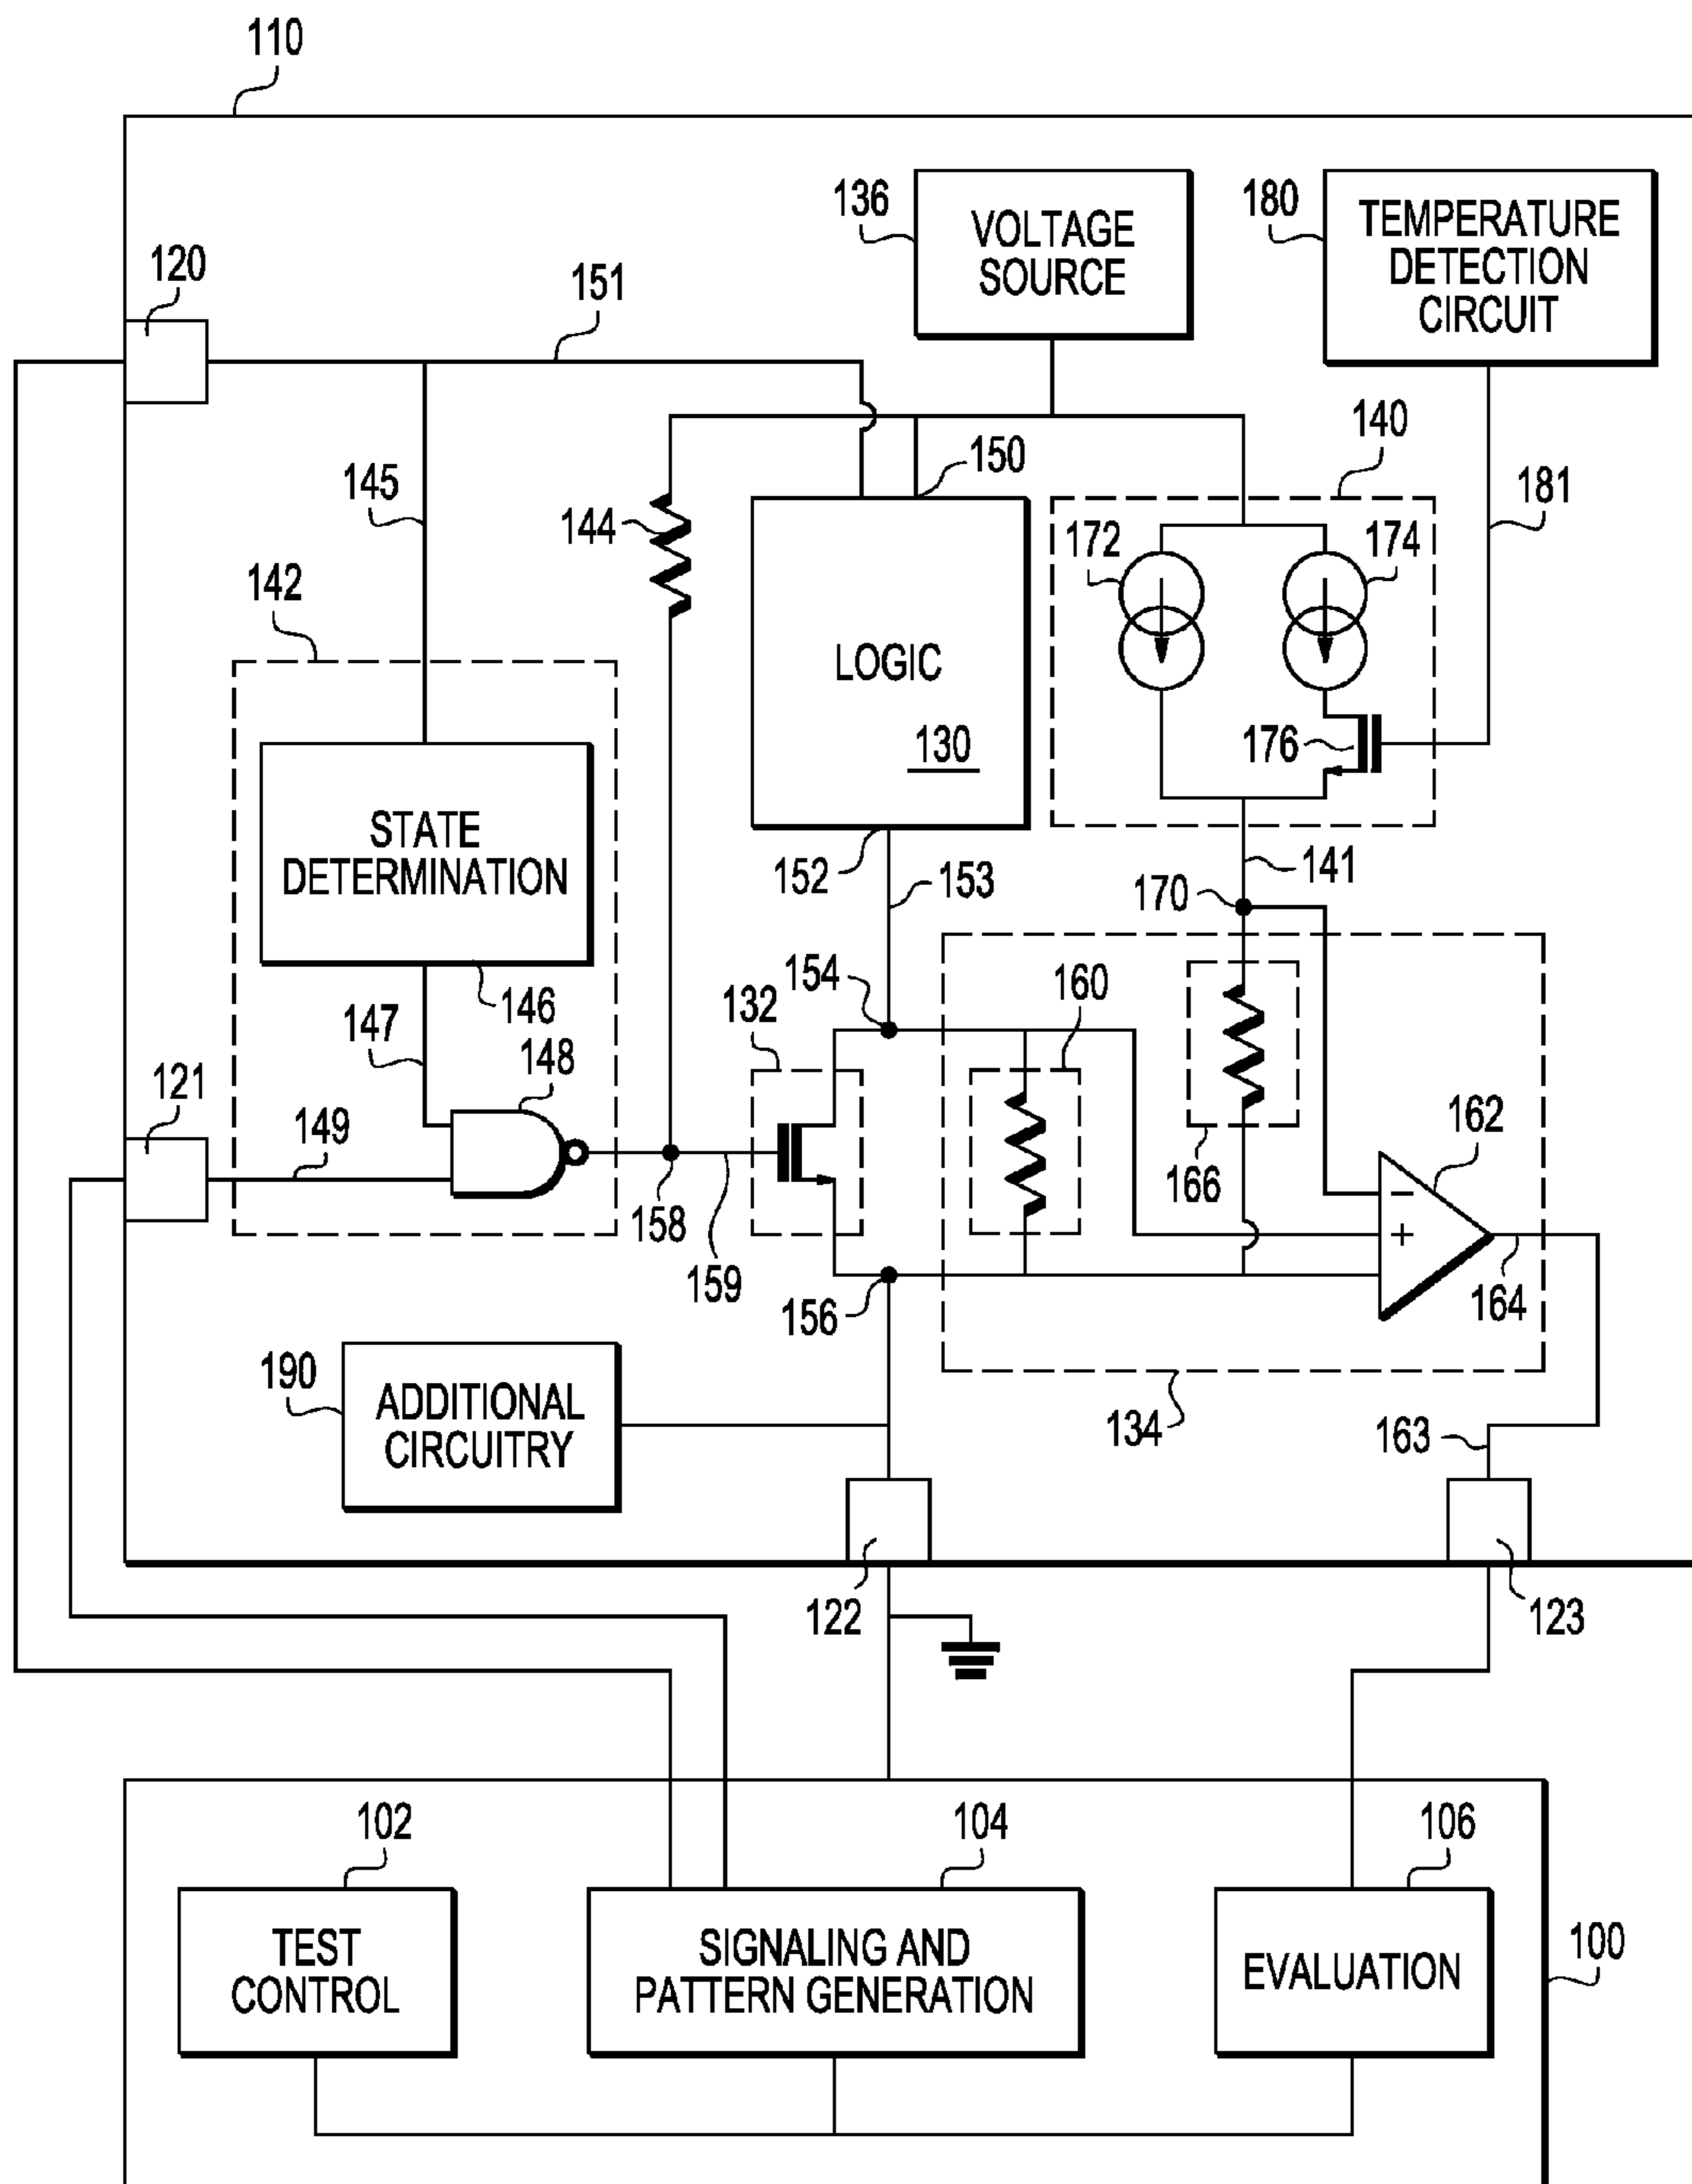 110
136
VOLTAGE
SOURCE
180
TEMPERATURE
DETECTION
CIRCUIT
120
151
140
150
145
144
181
172
174
142
LOGIC
130
176
STATE
DETERMINATION
152
153
141
170
154
160
132
147
146
148
121
149
162
166
−
+
158
159
156
164
190
ADDITIONAL
CIRCUITRY
134
163
122
123
102
104
106
TEST
CONTROL
SIGNALING AND
PATTERN GENERATION
EVALUATION
100